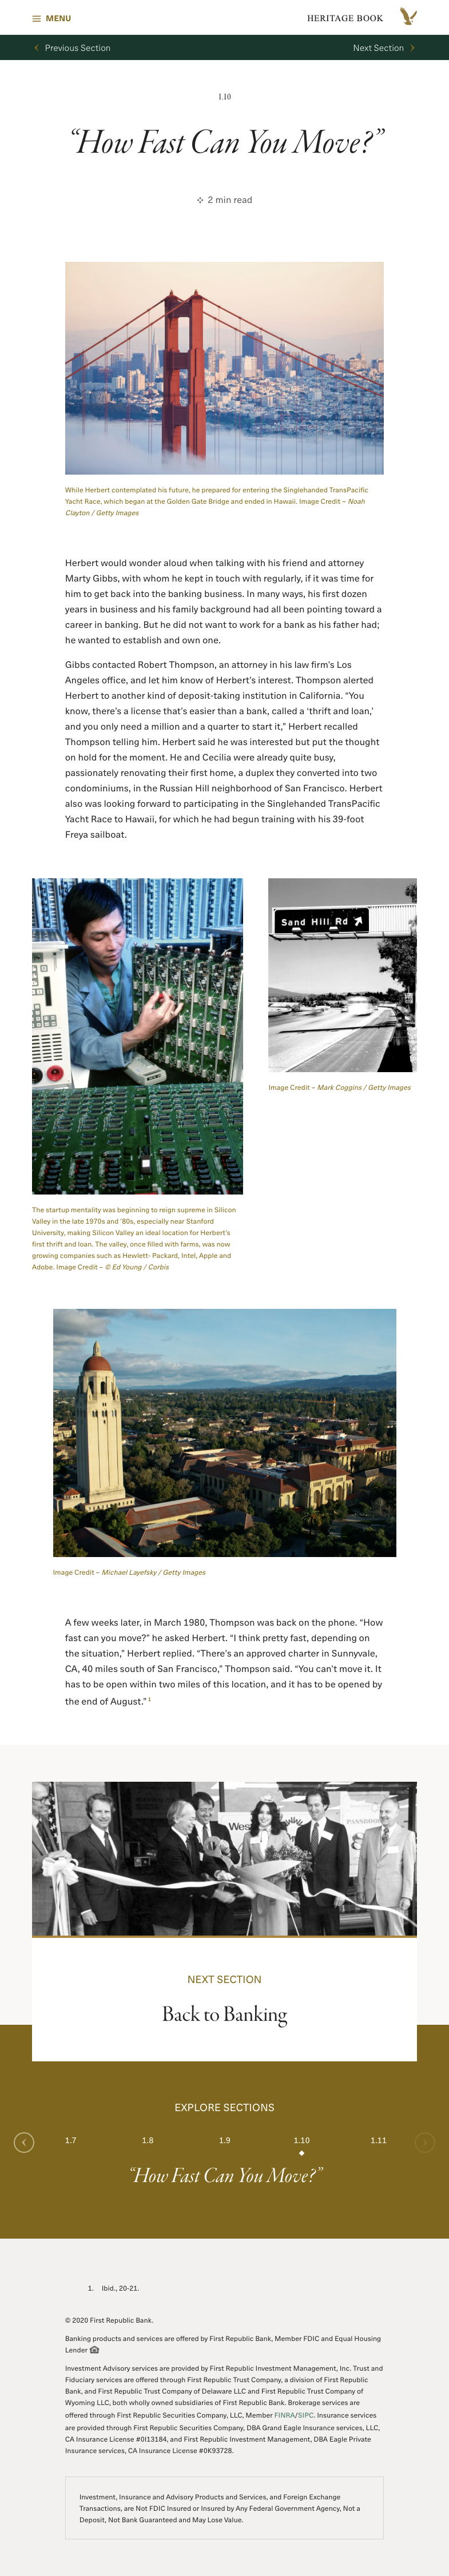 MENU
HERITAGE BOOK
Previous Section
Next Section
1.10
“How Fast Can You Move?”
2 min read
While Herbert contemplated his future, he prepared for entering the Singlehanded TransPacific
Yacht Race, which began at the Golden Gate Bridge and ended in Hawaii. Image Credit – Noah
Clayton / Getty Images
Herbert would wonder aloud when talking with his friend and attorney
Marty Gibbs, with whom he kept in touch with regularly, if it was time for
him to get back into the banking business. In many ways, his first dozen
years in business and his family background had all been pointing toward a
career in banking. But he did not want to work for a bank as his father had;
he wanted to establish and own one.
Gibbs contacted Robert Thompson, an attorney in his law firm’s Los
Angeles office, and let him know of Herbert’s interest. Thompson alerted
Herbert to another kind of deposit-taking institution in California. “You
know, there’s a license that’s easier than a bank, called a ‘thrift and loan,’
and you only need a million and a quarter to start it,” Herbert recalled
Thompson telling him. Herbert said he was interested but put the thought
on hold for the moment. He and Cecilia were already quite busy,
passionately renovating their first home, a duplex they converted into two
condominiums, in the Russian Hill neighborhood of San Francisco. Herbert
also was looking forward to participating in the Singlehanded TransPacific
Yacht Race to Hawaii, for which he had begun training with his 39-foot
Freya sailboat.
Sand Hill Rd
Image Credit – Mark Coggins / Getty Images
The startup mentality was beginning to reign supreme in Silicon
Valley in the late 1970s and ’80s, especially near Stanford
University, making Silicon Valley an ideal location for Herbert’s
first thrift and loan. The valley, once filled with farms, was now
growing companies such as Hewlett- Packard, Intel, Apple and
Adobe. Image Credit – © Ed Young / Corbis
Image Credit – Michael Layefsky / Getty Images
A few weeks later, in March 1980, Thompson was back on the phone. “How
fast can you move?” he asked Herbert. “I think pretty fast, depending on
the situation,” Herbert replied. “There’s an approved charter in Sunnyvale,
CA, 40 miles south of San Francisco,” Thompson said. “You can’t move it. It
has to be open within two miles of this location, and it has to be opened by
the end of August.” 1
NEXT SECTION
Back to Banking
EXPLORE SECTIONS
1.7 1.8 1.9 1.10 1.11
“How Fast Can You Move?”
1. Ibid., 20-21.
© 2020 First Republic Bank.
Banking products and services are offered by First Republic Bank, Member FDIC and Equal Housing
Lender
Investment Advisory services are provided by First Republic Investment Management, Inc. Trust and
Fiduciary services are offered through First Republic Trust Company, a division of First Republic
Bank, and First Republic Trust Company of Delaware LLC and First Republic Trust Company of
Wyoming LLC, both wholly owned subsidiaries of First Republic Bank. Brokerage services are
offered through First Republic Securities Company, LLC, Member FINRA/SIPC. Insurance services
are provided through First Republic Securities Company, DBA Grand Eagle Insurance services, LLC,
CA Insurance License #0I13184, and First Republic Investment Management, DBA Eagle Private
Insurance services, CA Insurance License #0K93728.
Investment, Insurance and Advisory Products and Services, and Foreign Exchange
Transactions, are Not FDIC Insured or Insured by Any Federal Government Agency, Not a
Deposit, Not Bank Guaranteed and May Lose Value.